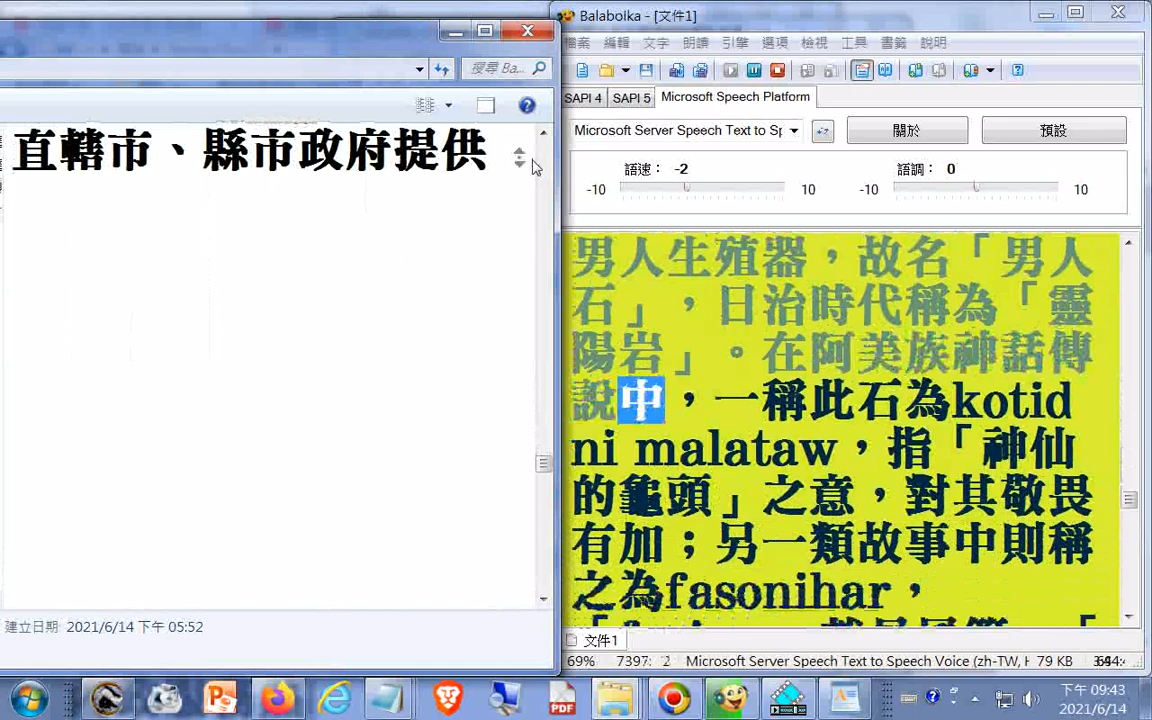 搜尋 Ba...
直轄市、縣市政府提供
建立日期: 2021/6/14 下午 05:52
Balabolka - [文件1]
檔案 編輯 文字 朗讀 引擎 選項 檢視 工具 書籤 說明
SAPI 4 SAPI 5 Microsoft Speech Platform
Microsoft Server Speech Text to Sp
關於 預設
語速： -2 語調： 0
-10 10 -10 10
男人生殖器，故名「男人
石」，日治時代稱為「靈
陽岩」。在阿美族神話傳
說中，一稱此石為kotid
ni malataw，指「神仙
的龜頭」之意，對其敬畏
有加；另一類故事中則稱
之為fasonihar，
文件1
69% 7397: 2 Microsoft Server Speech Text to Speech Voice (zh-TW, H 79 KB
PDF
下午 09:43
2021/6/14